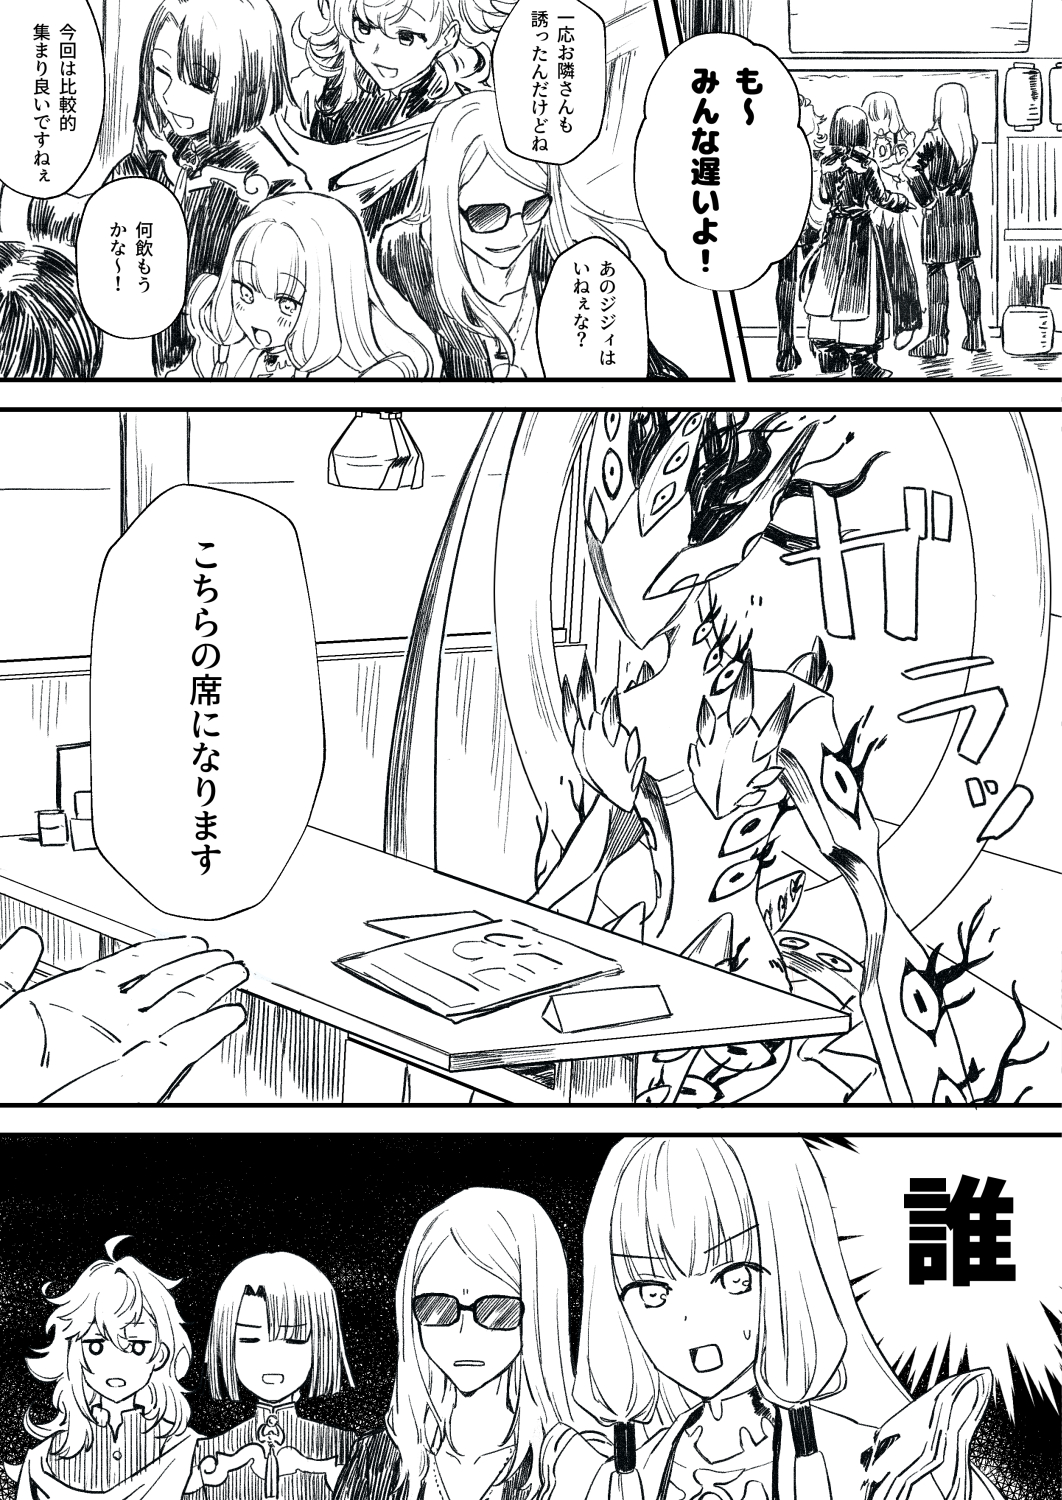 も〜
みんな遅いよ！
一応お隣さんも
誘ったんだけどね
あのジジィは
いねぇな？
今回は比較的
集まり良いですねぇ
何飲もう
かな〜！
ガラッ
こちらの席になります
誰